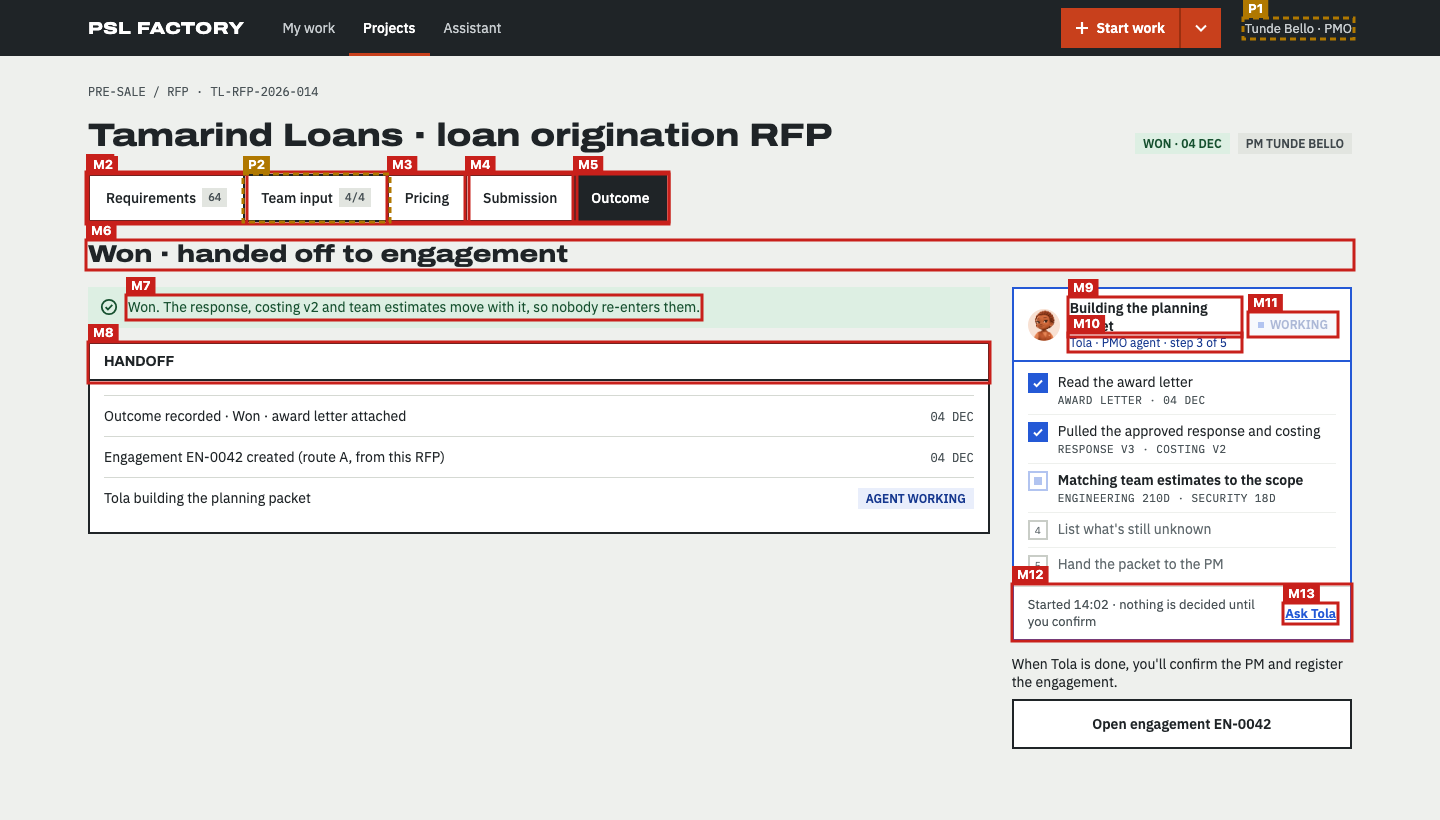 P1
PSL FACTORY
My work
Projects
Assistant
Start work
Tunde Bello · PMO
PRE-SALE / RFP · TL-RFP-2026-014
Tamarind Loans · loan origination RFP
WON · 04 DEC
PM TUNDE BELLO
M2
P2
M3
M4
M5
Requirements 64
Team input 4/4
Pricing
Submission
Outcome
M6
Won · handed off to engagement
M7
Won. The response, costing v2 and team estimates move with it, so nobody re-enters them.
M8
HANDOFF
Outcome recorded · Won · award letter attached
04 DEC
Engagement EN-0042 created (route A, from this RFP)
04 DEC
Tola building the planning packet
AGENT WORKING
M9
Building the planning
M10
M11
WORKING
Tola · PMO agent · step 3 of 5
Read the award letter
AWARD LETTER · 04 DEC
Pulled the approved response and costing
RESPONSE V3 · COSTING V2
Matching team estimates to the scope
ENGINEERING 210D · SECURITY 18D
4 List what's still unknown
Hand the packet to the PM
M12
M13
Started 14:02 · nothing is decided until
you confirm
Ask Tola
When Tola is done, you'll confirm the PM and register
the engagement.
Open engagement EN-0042